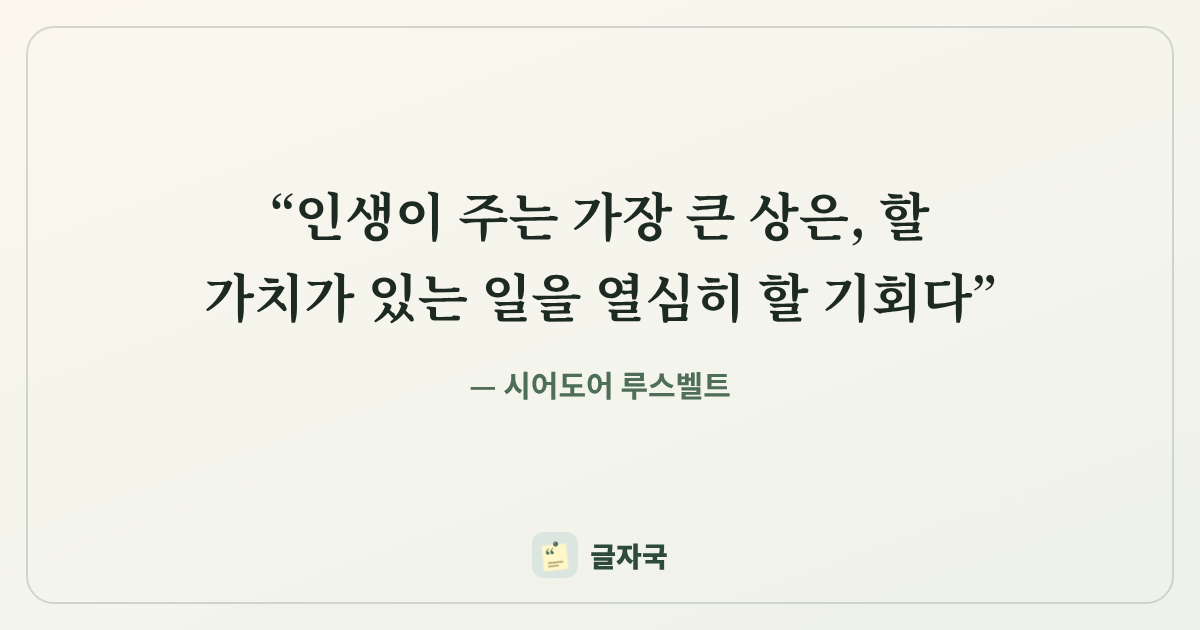 “인생이 주는 가장 큰 상은, 할
가치가 있는 일을 열심히 할 기회다”
— 시어도어 루스벨트
글자국